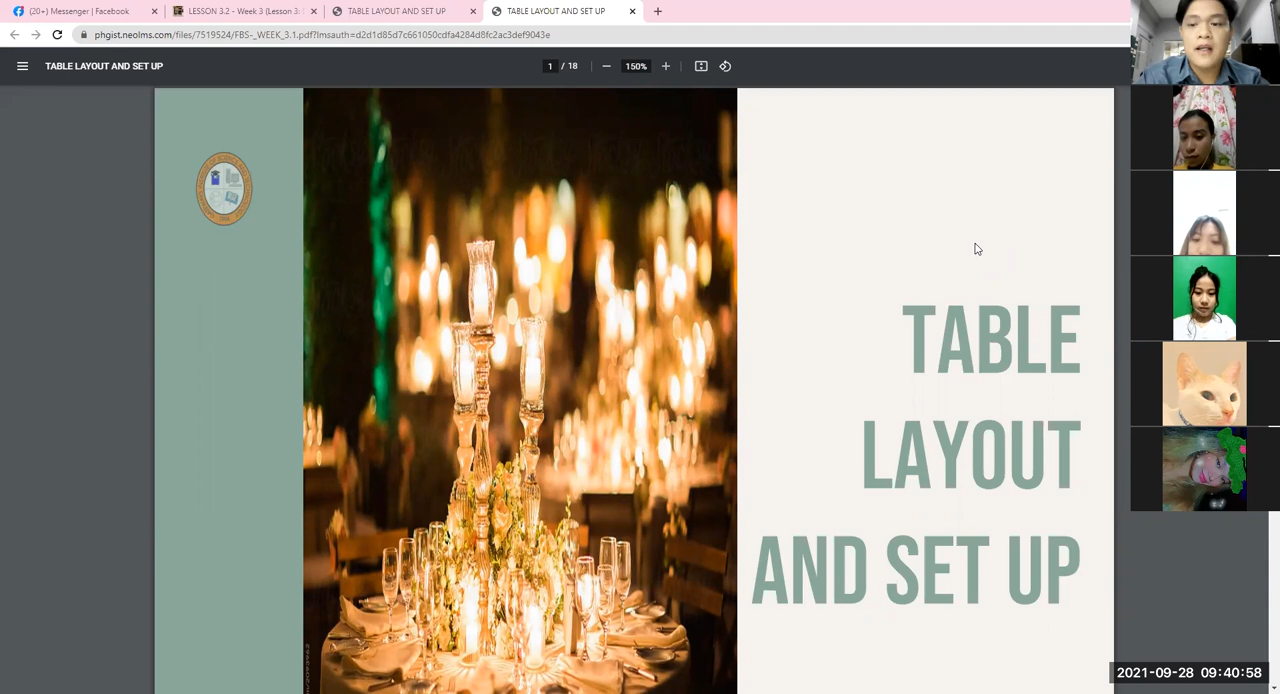 (20+) Messenger | Facebook
LESSON 3.2 - Week 3 (Lesson 3:
TABLE LAYOUT AND SET UP
TABLE LAYOUT AND SET UP
phgist.neolms.com/files/7519524/FBS-_WEEK_3.1.pdf?lmsauth=d2d1d85d7c661050cdfa4284d8fc2ac3def9043e
TABLE LAYOUT AND SET UP
1 / 18
150%
TABLE
LAYOUT
AND SET UP
2021-09-28 09:40:58